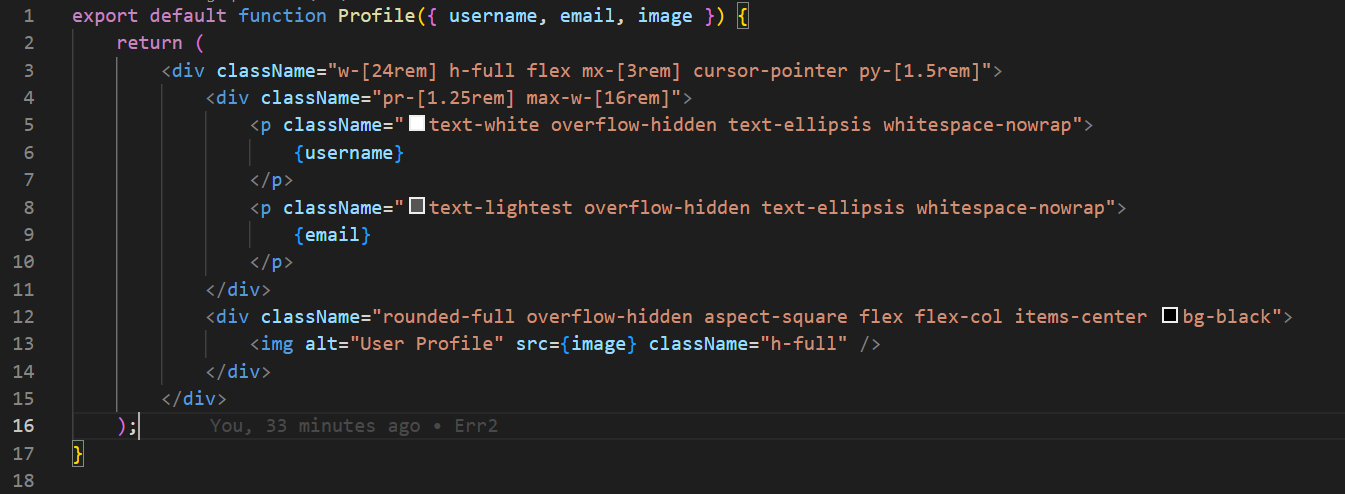 1 export default function Profile({ username, email, image }) {
2 return (
3 <div className="w-[24rem] h-full flex mx-[3rem] cursor-pointer py-[1.5rem]">
4 <div className="pr-[1.25rem] max-w-[16rem]">
5 <p className="text-white overflow-hidden text-ellipsis whitespace-nowrap">
6 {username}
7 </p>
8 <p className="text-lightest overflow-hidden text-ellipsis whitespace-nowrap">
9 {email}
10 </p>
11 </div>
12 <div className="rounded-full overflow-hidden aspect-square flex flex-col items-center bg-black">
13 <img alt="User Profile" src={image} className="h-full" />
14 </div>
15 </div>
16 ); You, 33 minutes ago • Err2
17 }
18